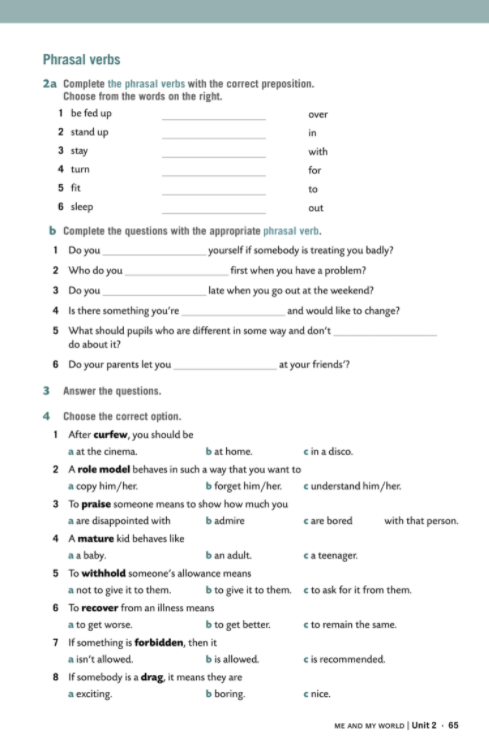 Phrasal verbs
2a Complete the phrasal verbs with the correct preposition.
Choose from the words on the right.
1 be fed up ____________ over
2 stand up ____________ in
3 stay ____________ with
4 turn ____________ for
5 fit ____________ to
6 sleep ____________ out
b Complete the questions with the appropriate phrasal verb.
1 Do you ____________ yourself if somebody is treating you badly?
2 Who do you ____________ first when you have a problem?
3 Do you ____________ late when you go out at the weekend?
4 Is there something you're ____________ and would like to change?
5 What should pupils who are different in some way and don't ____________
do about it?
6 Do your parents let you ____________ at your friends'?
3 Answer the questions.
4 Choose the correct option.
1 After curfew, you should be
a at the cinema. b at home. c in a disco.
2 A role model behaves in such a way that you want to
a copy him/her. b forget him/her. c understand him/her.
3 To praise someone means to show how much you
a are disappointed with b admire c are bored with that person.
4 A mature kid behaves like
a a baby. b an adult. c a teenager.
5 To withhold someone's allowance means
a not to give it to them. b to give it to them. c to ask for it from them.
6 To recover from an illness means
a to get worse. b to get better. c to remain the same.
7 If something is forbidden, then it
a isn't allowed. b is allowed. c is recommended.
8 If somebody is a drag, it means they are
a exciting. b boring. c nice.
ME AND MY WORLD | Unit 2 · 65